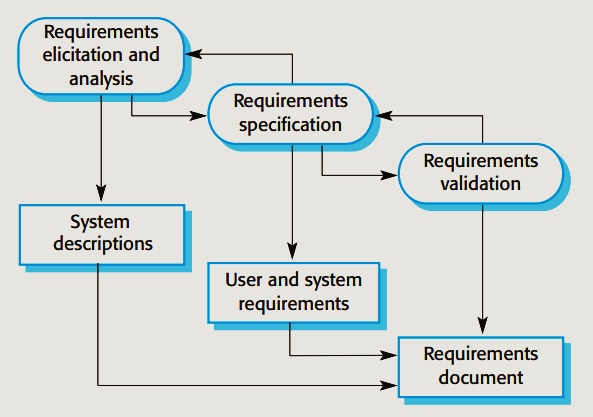 Requirements
elicitation and
analysis
Requirements
specification
Requirements
validation
System
descriptions
User and system
requirements
Requirements
document